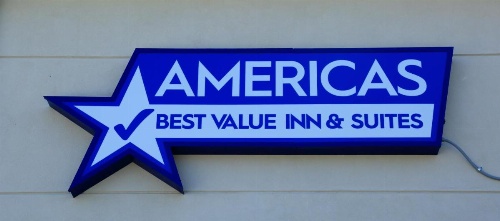 AMERICAS
BEST VALUE INN & SUITES